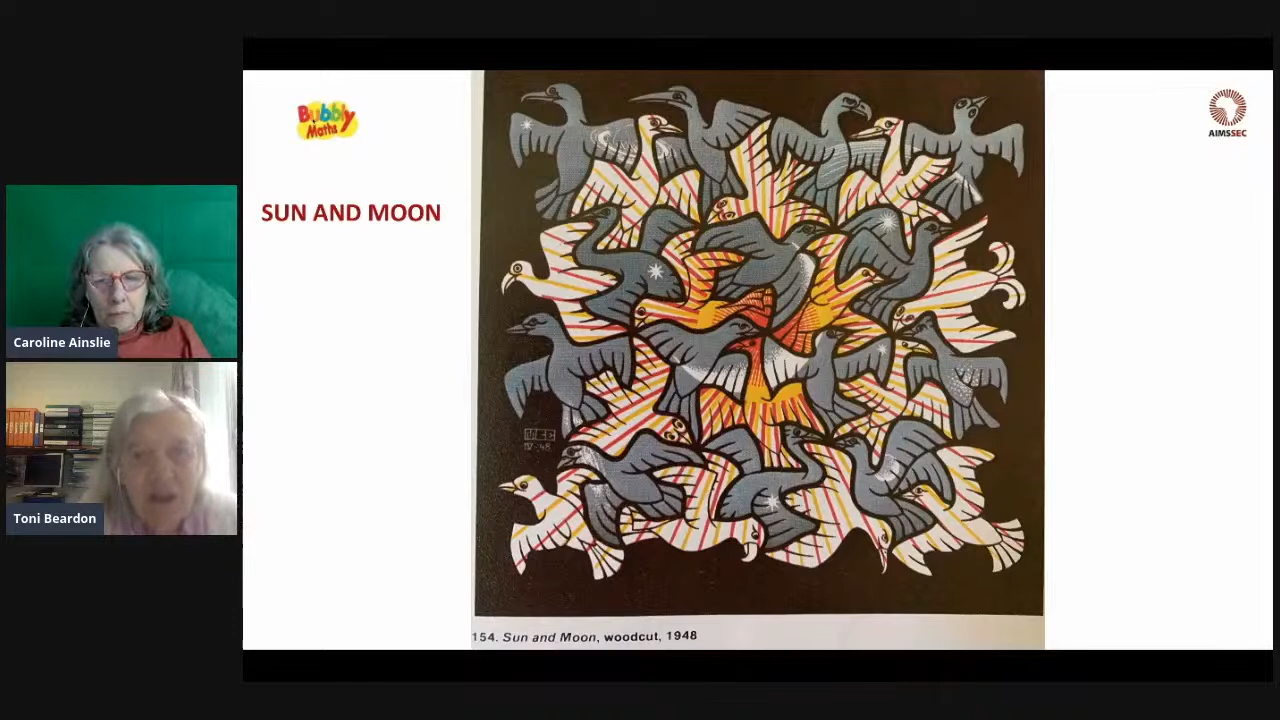 Bubbly
Maths
AIMSSEC
SUN AND MOON
Caroline Ainslie
Toni Beardon
154. Sun and Moon, woodcut, 1948